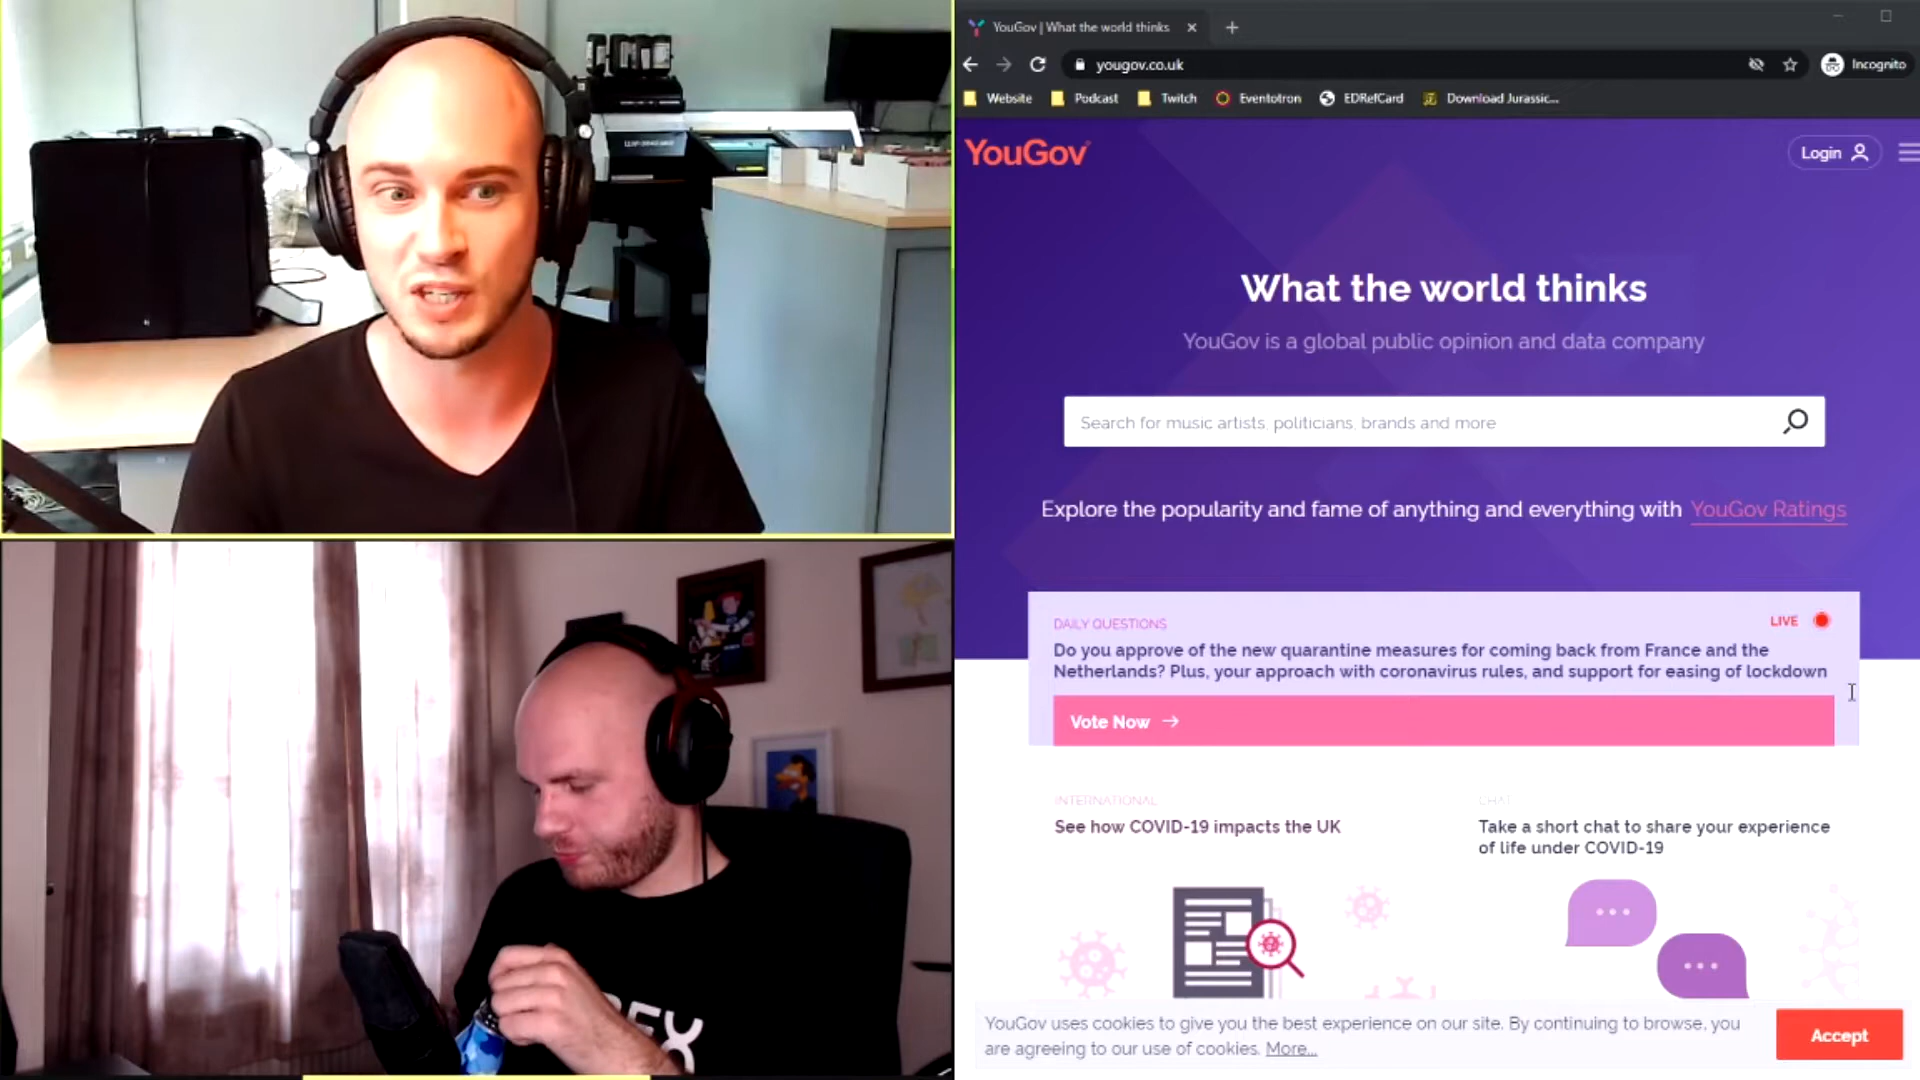 YouGov | What the world thinks
yougov.co.uk
Incognito
Website
Podcast
Twitch
Eventotron
EDRefCard
Download Jurassic...
YouGov
Login
What the world thinks
YouGov is a global public opinion and data company
Search for music artists, politicians, brands and more
Explore the popularity and fame of anything and everything with YouGov Ratings
DAILY QUESTIONS
LIVE
Do you approve of the new quarantine measures for coming back from France and the
Netherlands? Plus, your approach with coronavirus rules, and support for easing of lockdown
Vote Now →
INTERNATIONAL
See how COVID-19 impacts the UK
CHAT
Take a short chat to share your experience
of life under COVID-19
YouGov uses cookies to give you the best experience on our site. By continuing to browse, you
are agreeing to our use of cookies. More...
Accept